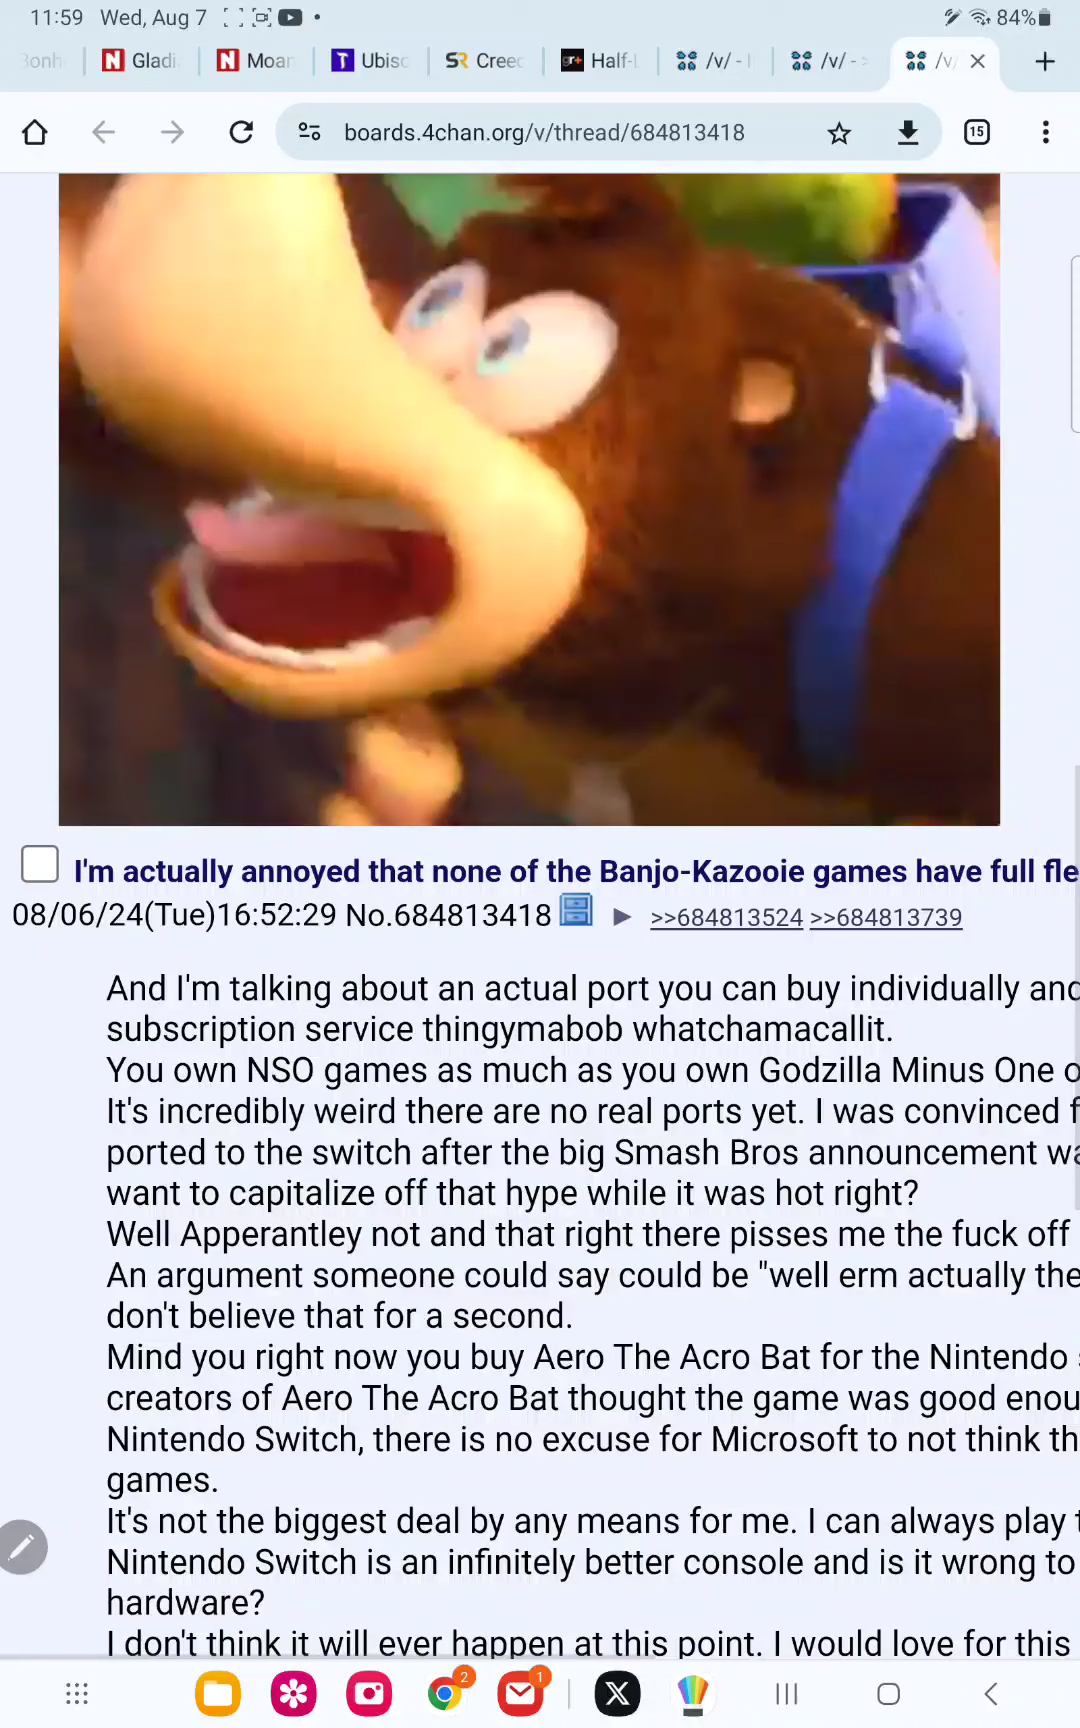 11:59 Wed, Aug 7 84%
Bonh Gladi Moan Ubisc Creed Half-L /v/ - /v/ - /v/
boards.4chan.org/v/thread/684813418 15
I'm actually annoyed that none of the Banjo-Kazooie games have full fle
08/06/24(Tue)16:52:29 No.684813418 ▶ >>684813524 >>684813739
And I'm talking about an actual port you can buy individually and
subscription service thingymabob whatchamacallit.
You own NSO games as much as you own Godzilla Minus One o
It's incredibly weird there are no real ports yet. I was convinced f
ported to the switch after the big Smash Bros announcement wa
want to capitalize off that hype while it was hot right?
Well Apperantley not and that right there pisses me the fuck off
An argument someone could say could be "well erm actually the
don't believe that for a second.
Mind you right now you buy Aero The Acro Bat for the Nintendo
creators of Aero The Acro Bat thought the game was good enou
Nintendo Switch, there is no excuse for Microsoft to not think th
games.
It's not the biggest deal by any means for me. I can always play t
Nintendo Switch is an infinitely better console and is it wrong to
hardware?
I don't think it will ever happen at this point. I would love for this
2 1